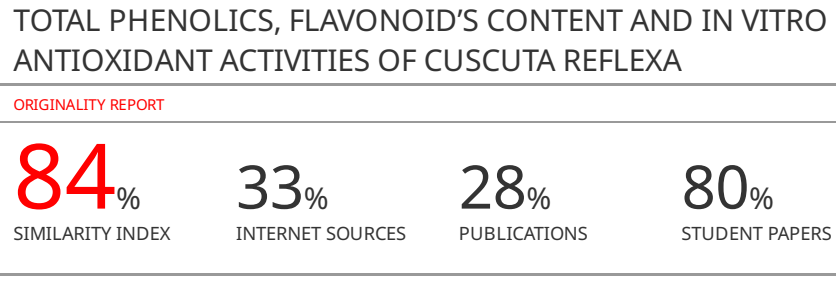 TOTAL PHENOLICS, FLAVONOID’S CONTENT AND IN VITRO
ANTIOXIDANT ACTIVITIES OF CUSCUTA REFLEXA
ORIGINALITY REPORT
84% 33% 28% 80%
SIMILARITY INDEX INTERNET SOURCES PUBLICATIONS STUDENT PAPERS